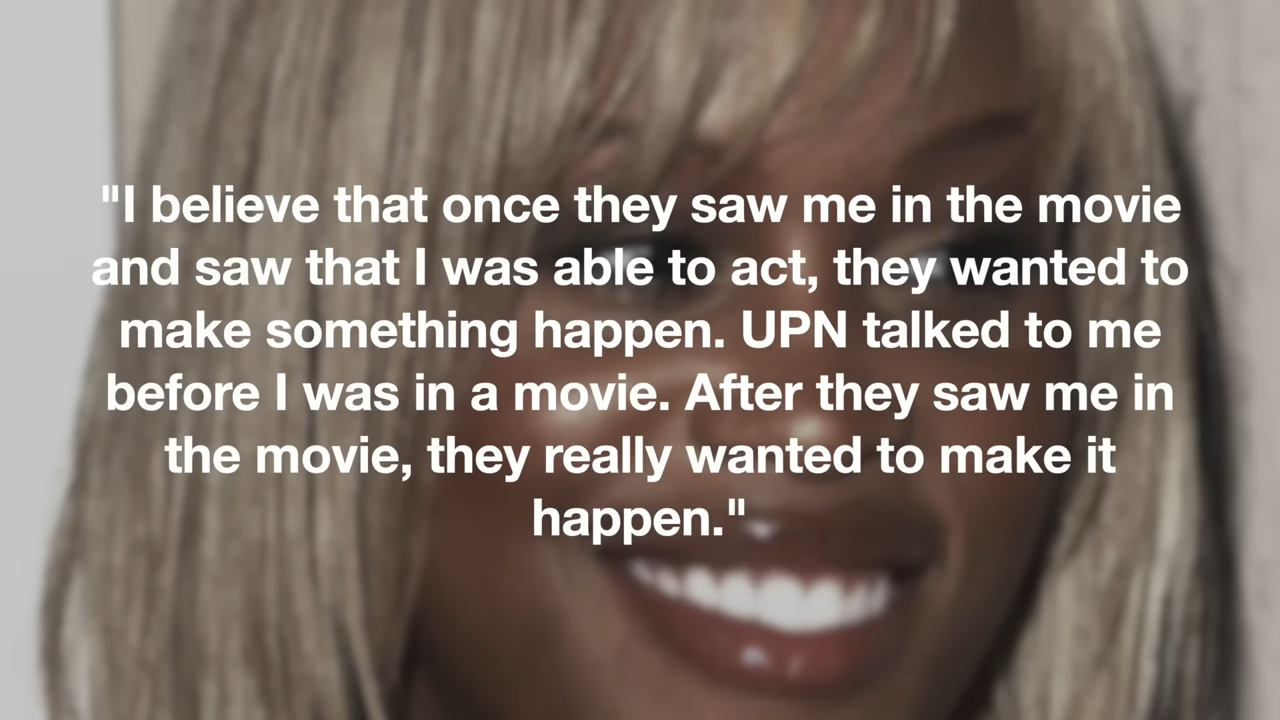 "I believe that once they saw me in the movie
and saw that I was able to act, they wanted to
make something happen. UPN talked to me
before I was in a movie. After they saw me in
the movie, they really wanted to make it
happen."